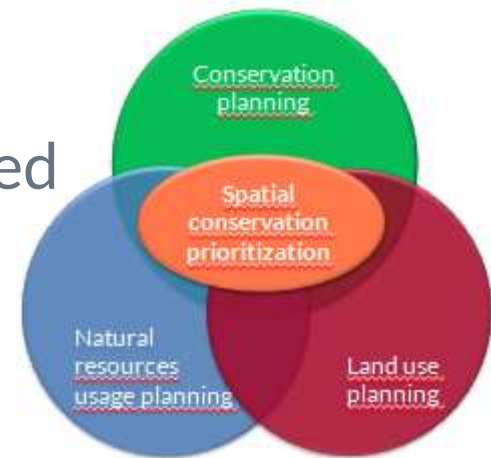 Conservation
planning
ed
Spatial
conservation
prioritization
Natural
resources
usage planning
Land use
planning